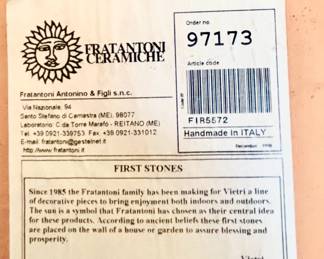 FRATANTONI
CERAMICHE
Fratantoni Antonino & Figli s.n.c.
Via Nazionale, 94
Santo Stefano di Camastra (ME), 98077
Laboratorio: C.da Torre Marafo - REITANO (ME)
Tel. +39 0921-339753 Fax +39 0921-331012
E-mail: fratantoni@gestelnet.it
http://www.fratantoni.it
Order no.
97173
Article code
FIR5572
Handmade in ITALY
FIRST STONES
Since 1985 the Fratantoni family has been making for Vietri a line
of decorative pieces to bring enjoyment both indoors and outdoors.
The sun is a symbol that Fratantoni has chosen as their central idea
for these products. According to ancient beliefs these first stones
are placed on the wall of a house or garden to assure blessing and
prosperity.
Vietri